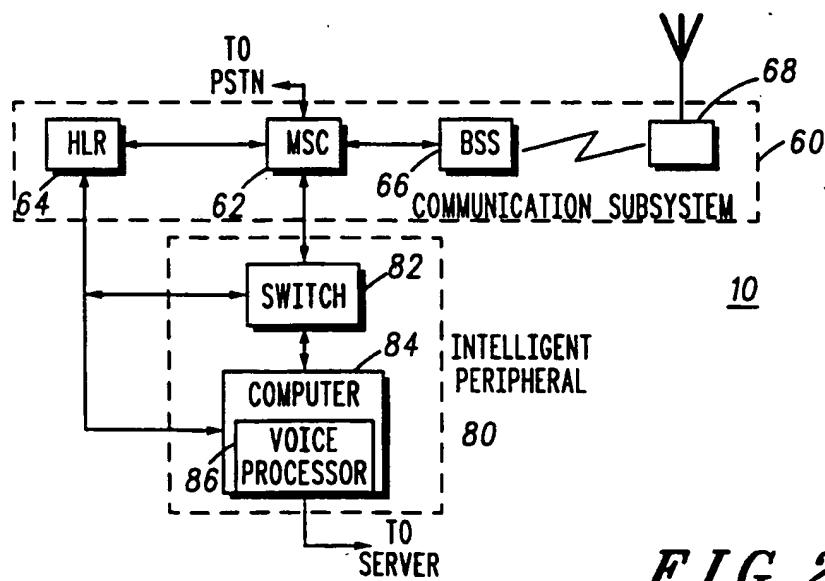 TO
PSTN
68
HLR
MSC
BSS
60
64
62
66
COMMUNICATION SUBSYSTEM
82
SWITCH
10
84
INTELLIGENT
PERIPHERAL
COMPUTER
80
VOICE
PROCESSOR
86
TO
SERVER
FIG. 2